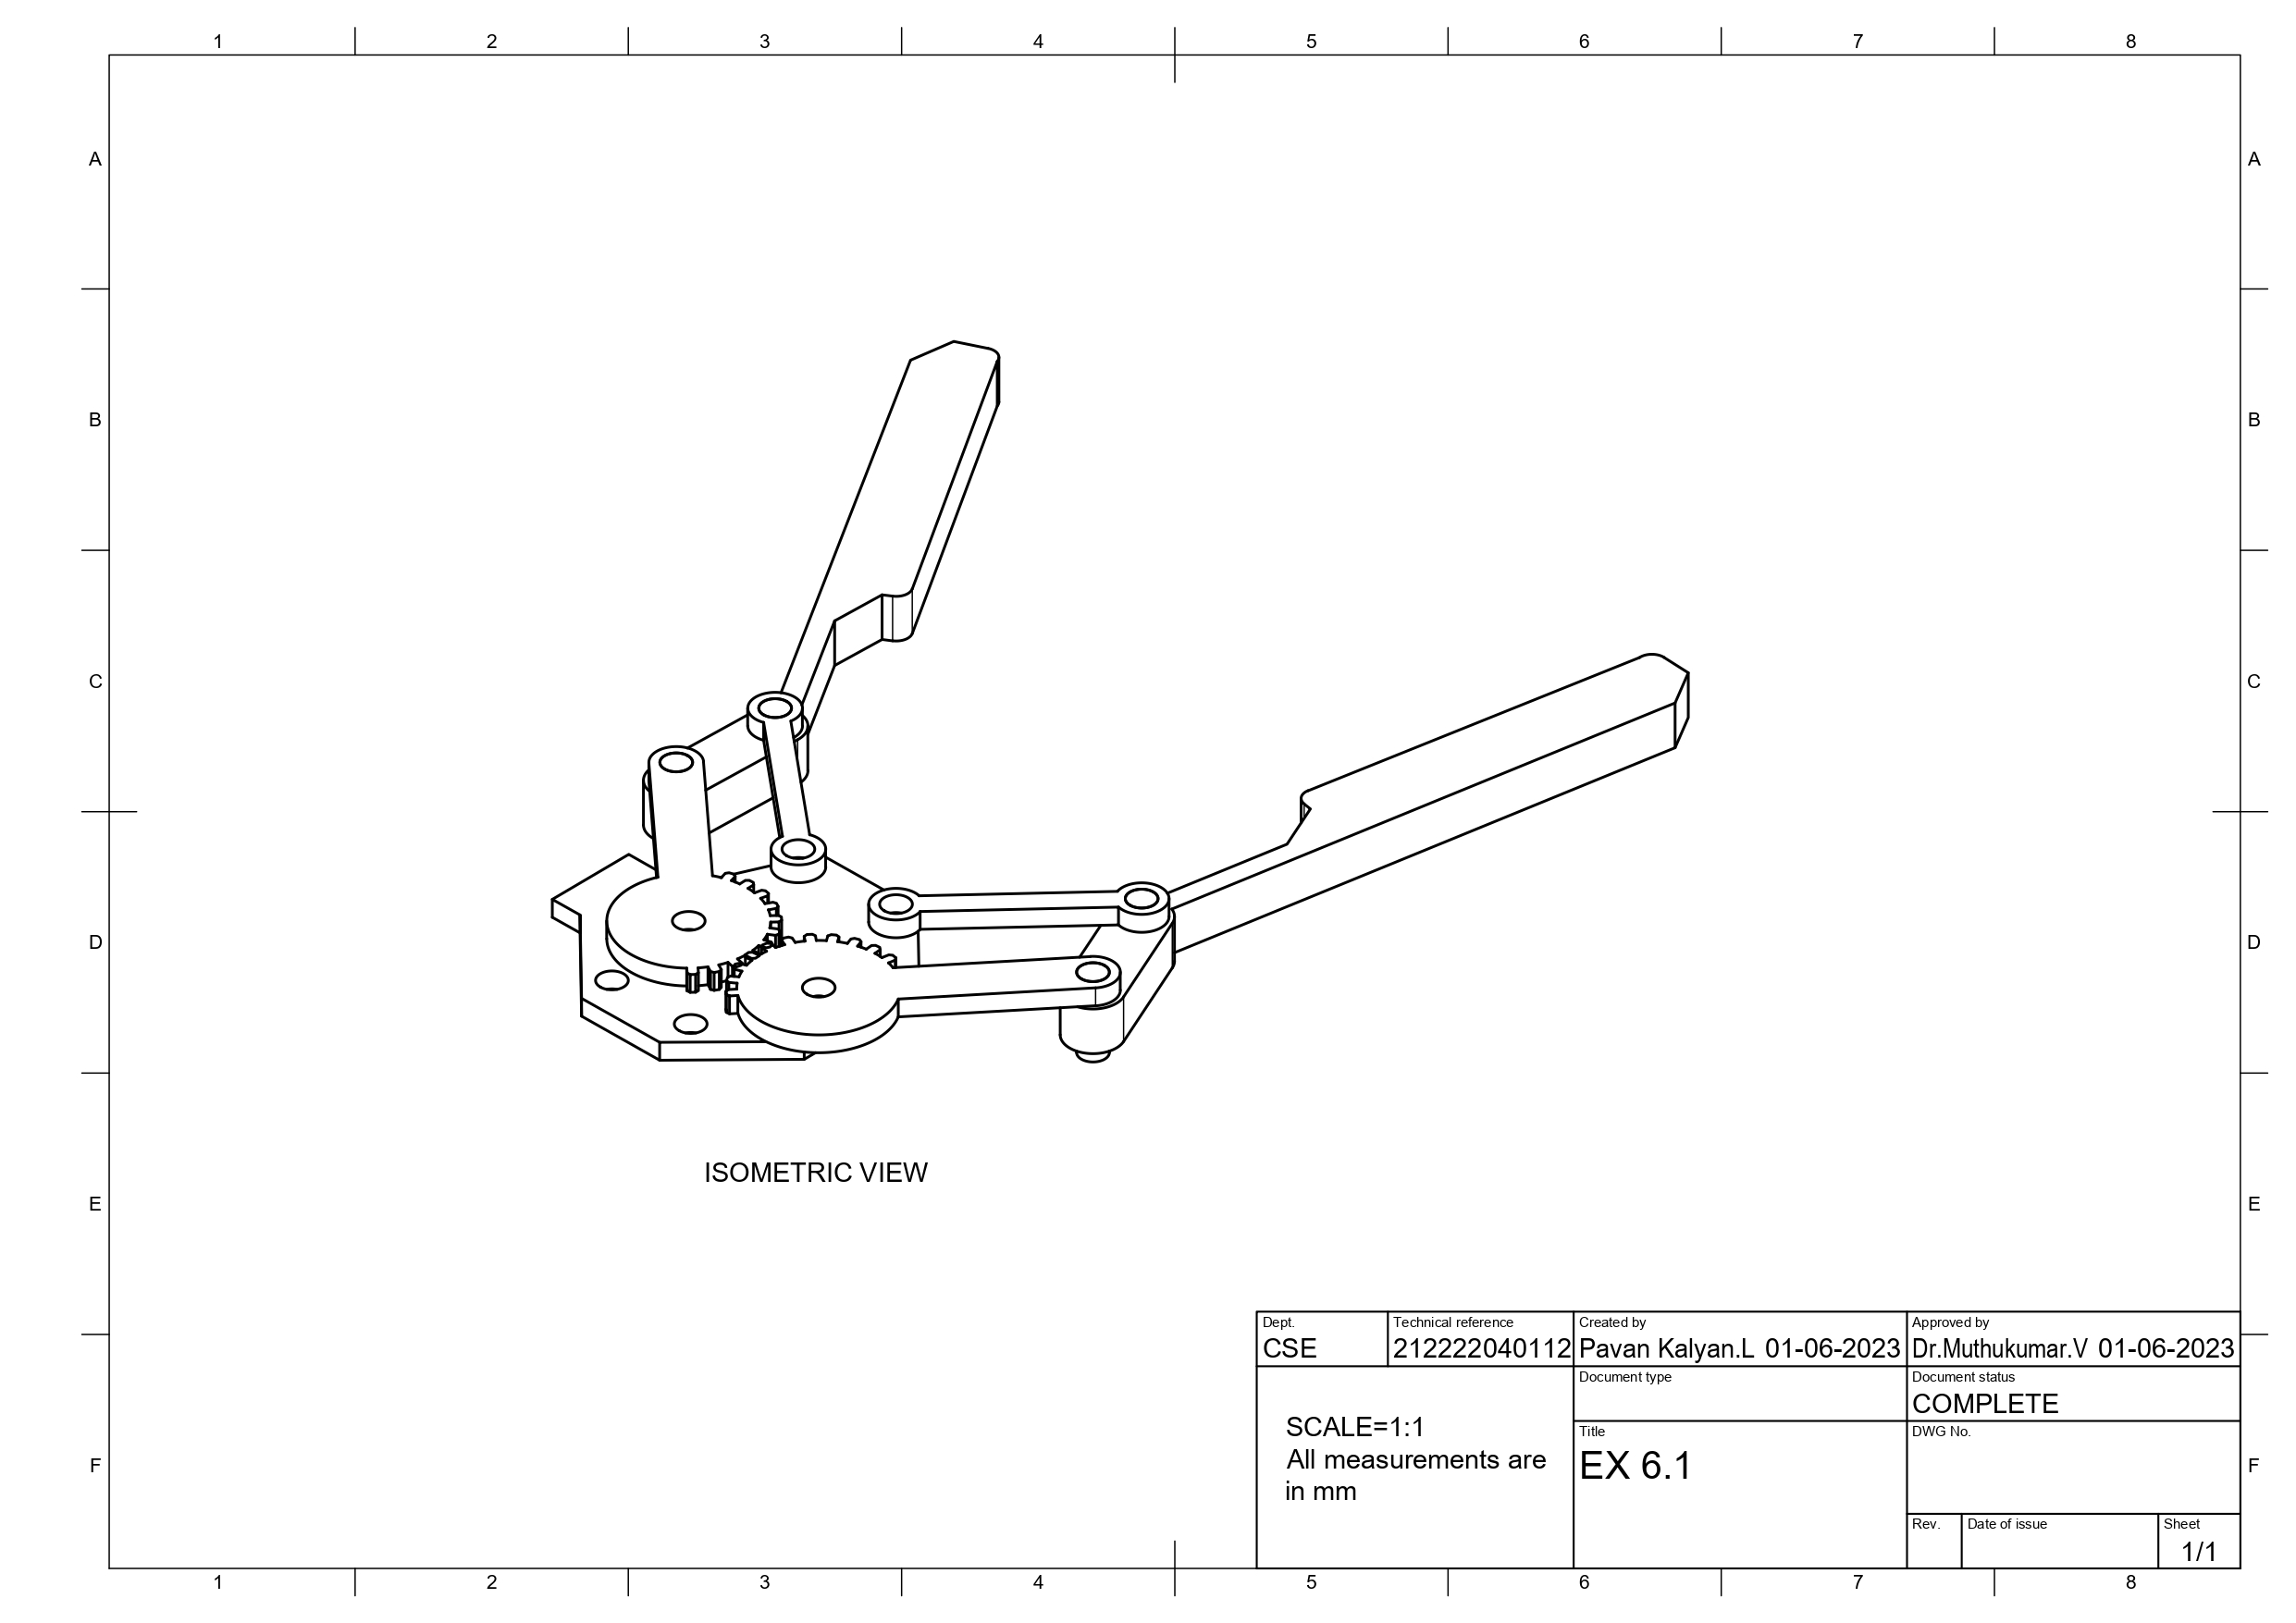 1 2 3 4 5 6 7 8
A A
B B
C C
D D
ISOMETRIC VIEW
E E
Dept. Technical reference Created by Approved by
CSE 212222040112 Pavan Kalyan.L 01-06-2023 Dr.Muthukumar.V 01-06-2023
Document type Document status
COMPLETE
SCALE=1:1
All measurements are
in mm
Title DWG No.
EX 6.1
F F
Rev. Date of issue Sheet
1/1
1 2 3 4 5 6 7 8